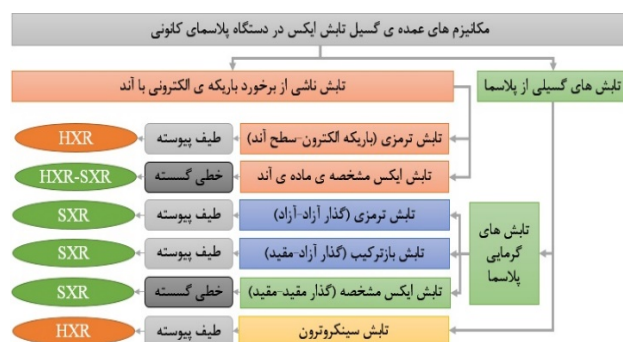 مکانیزم های عمده ی گسیل تابش ایکس در دستگاه پلاسمای کانونی
تابش های گسیلی از پلاسما
تابش ناشی از برخورد باریکه ی الکترونی با آند
تابش ترمزی (باریکه الکترون-سطح آند)
طیف پیوسته
HXR
تابش ایکس مشخصه ی ماده ی آند
خطی گسسته
HXR-SXR
تابش های
گرمایی
پلاسما
تابش ترمزی (گذار آزاد-آزاد)
طیف پیوسته
SXR
تابش بازترکیب (گذار آزاد-مقید)
طیف پیوسته
SXR
تابش ایکس مشخصه (گذار مقید-مقید)
خطی گسسته
SXR
تابش سینکروترون
طیف پیوسته
HXR